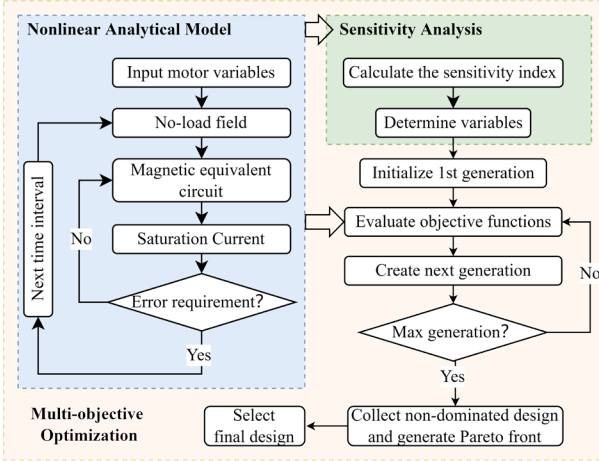 Nonlinear Analytical Model
Input motor variables
No-load field
Magnetic equivalent
circuit
Saturation Current
Error requirement?
No
Yes
Next time interval
Sensitivity Analysis
Calculate the sensitivity index
Determine variables
Initialize 1st generation
Evaluate objective functions
Create next generation
Max generation?
No
Yes
Collect non-dominated design
and generate Pareto front
Select
final design
Multi-objective
Optimization